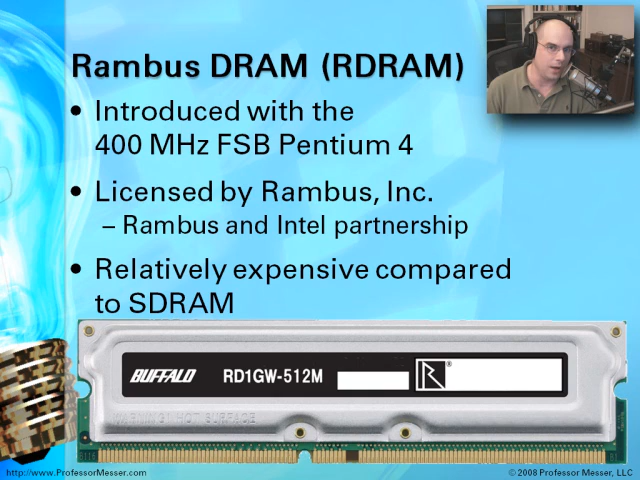 Rambus DRAM (RDRAM)
• Introduced with the
400 MHz FSB Pentium 4
• Licensed by Rambus, Inc.
– Rambus and Intel partnership
• Relatively expensive compared
to SDRAM
BUFFALO RD1GW-512M R®
WARNING! HOT SURFACE
http://www.ProfessorMesser.com
© 2008 Professor Messer, LLC